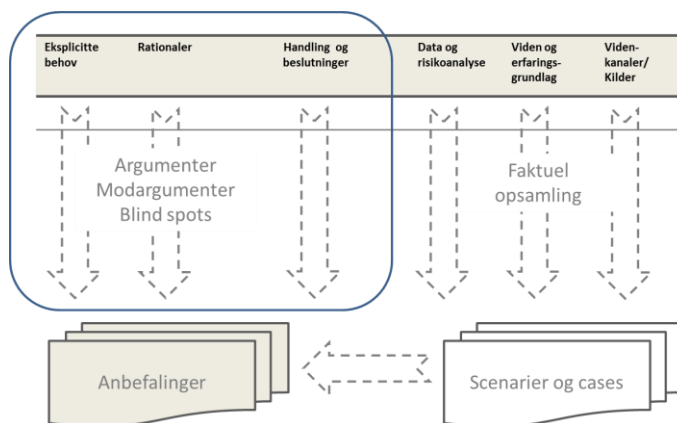 Eksplicitte
behov
Rationaler
Handling og
beslutninger
Data og
risikoanalyse
Viden og
erfarings-
grundlag
Viden-
kanaler/
Kilder
Argumenter
Modargumenter
Blind spots
Faktuel
opsamling
Anbefalinger
Scenarier og cases